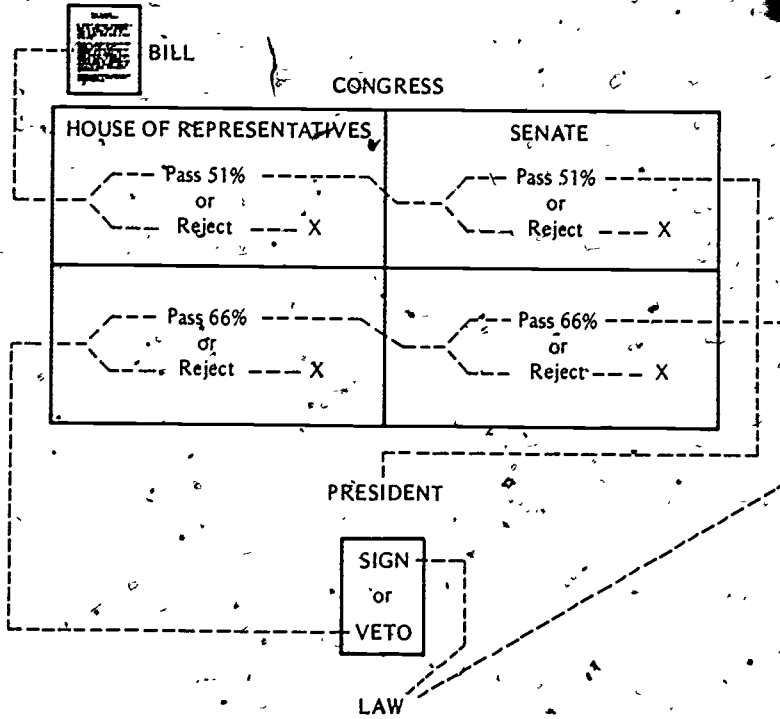 BILL
CONGRESS
HOUSE OF REPRESENTATIVES
SENATE
Pass 51%
or
Reject X
Pass 51%
or
Reject X
Pass 66%
or
Reject X
Pass 66%
or
Reject X
PRESIDENT
SIGN
or
VETO
LAW